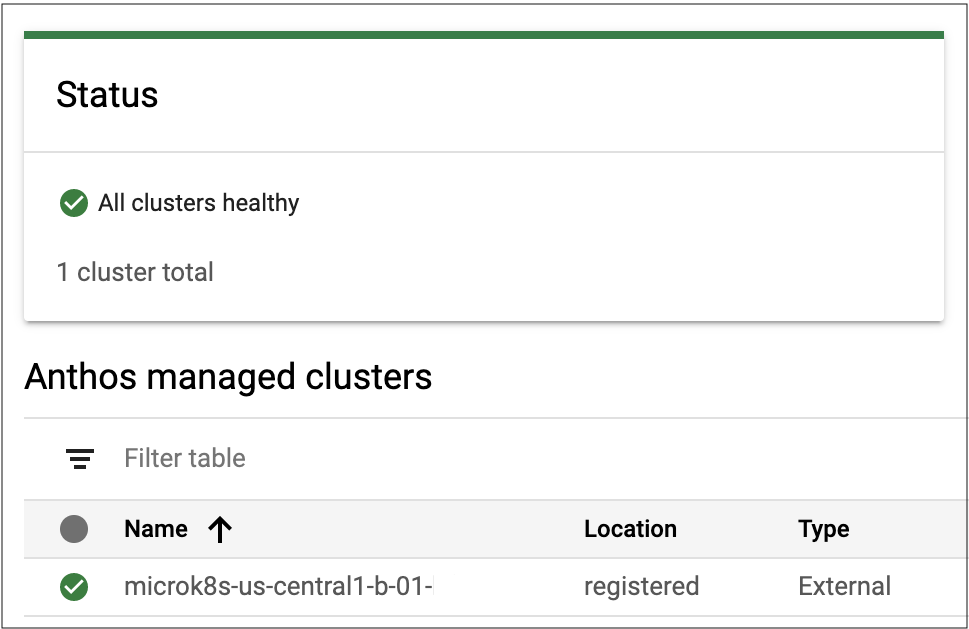 Status
All clusters healthy
1 cluster total
Anthos managed clusters
Filter table
Name Location Type
microk8s-us-central1-b-01- registered External